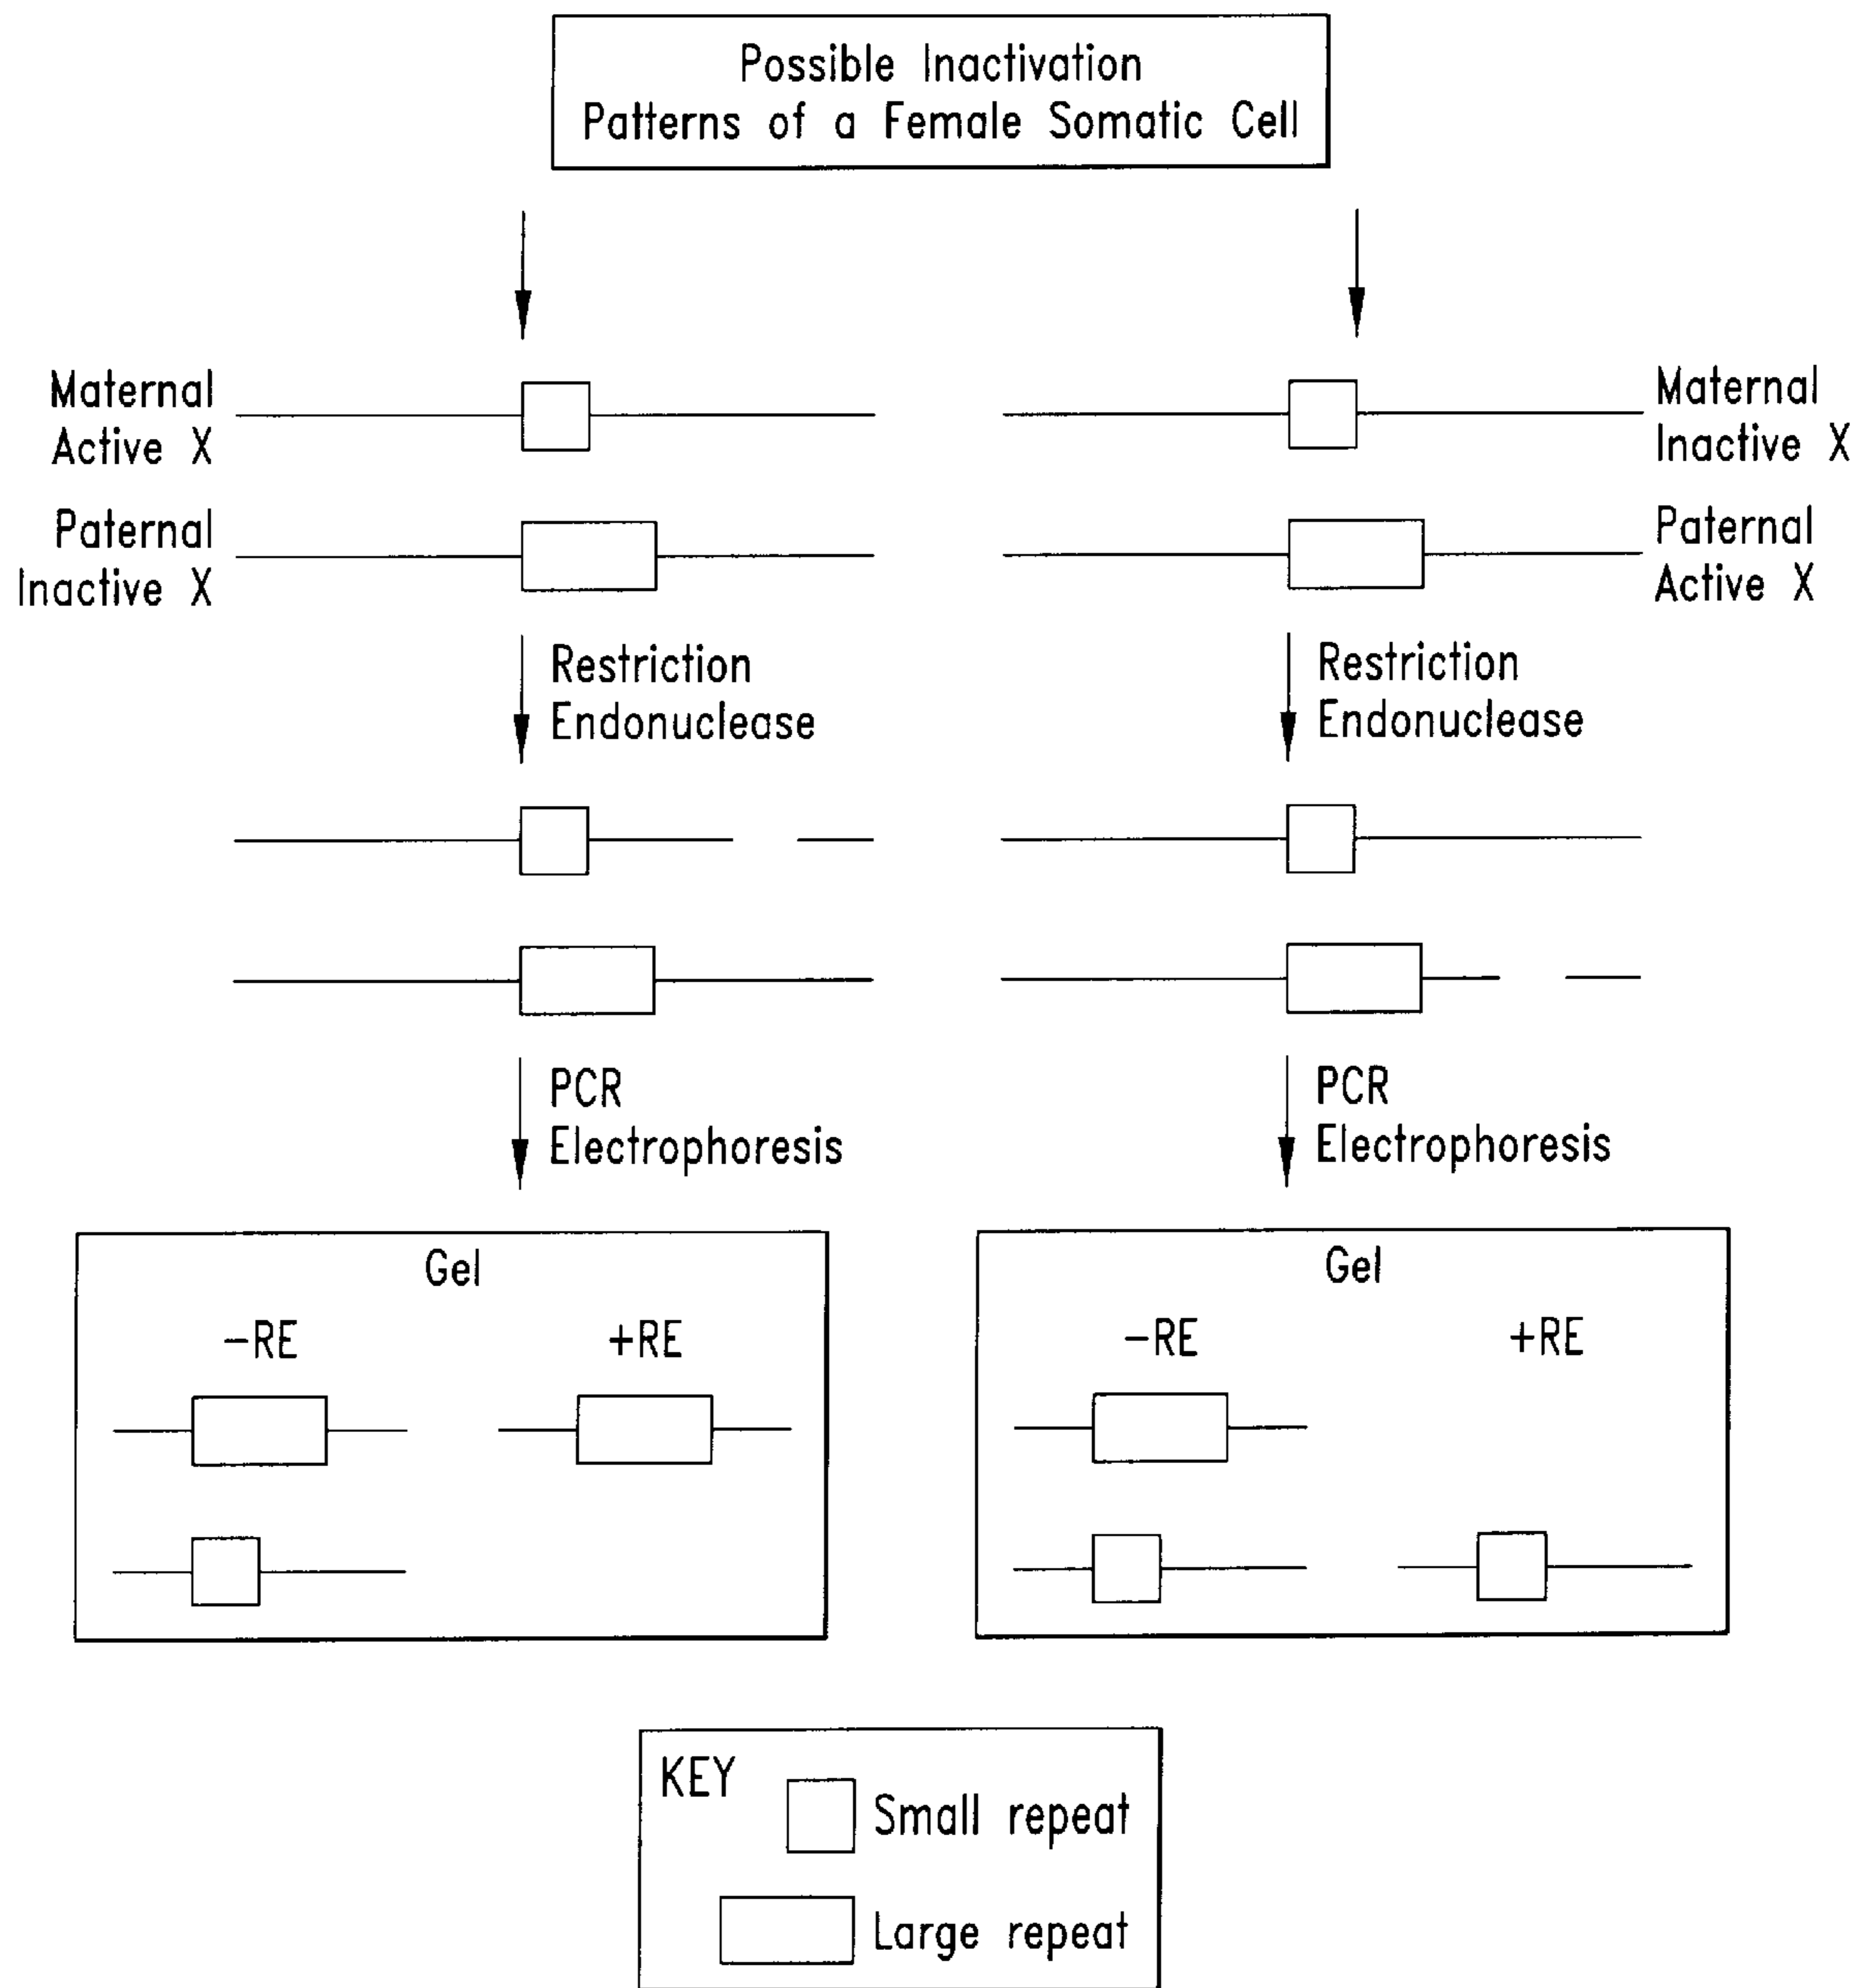 Possible Inactivation
Patterns of a Female Somatic Cell
Maternal
Active X
Maternal
Inactive X
Paternal
Inactive X
Paternal
Active X
Restriction
Endonuclease
Restriction
Endonuclease
PCR
Electrophoresis
PCR
Electrophoresis
Gel
-RE +RE
Gel
-RE +RE
KEY
Small repeat
Large repeat